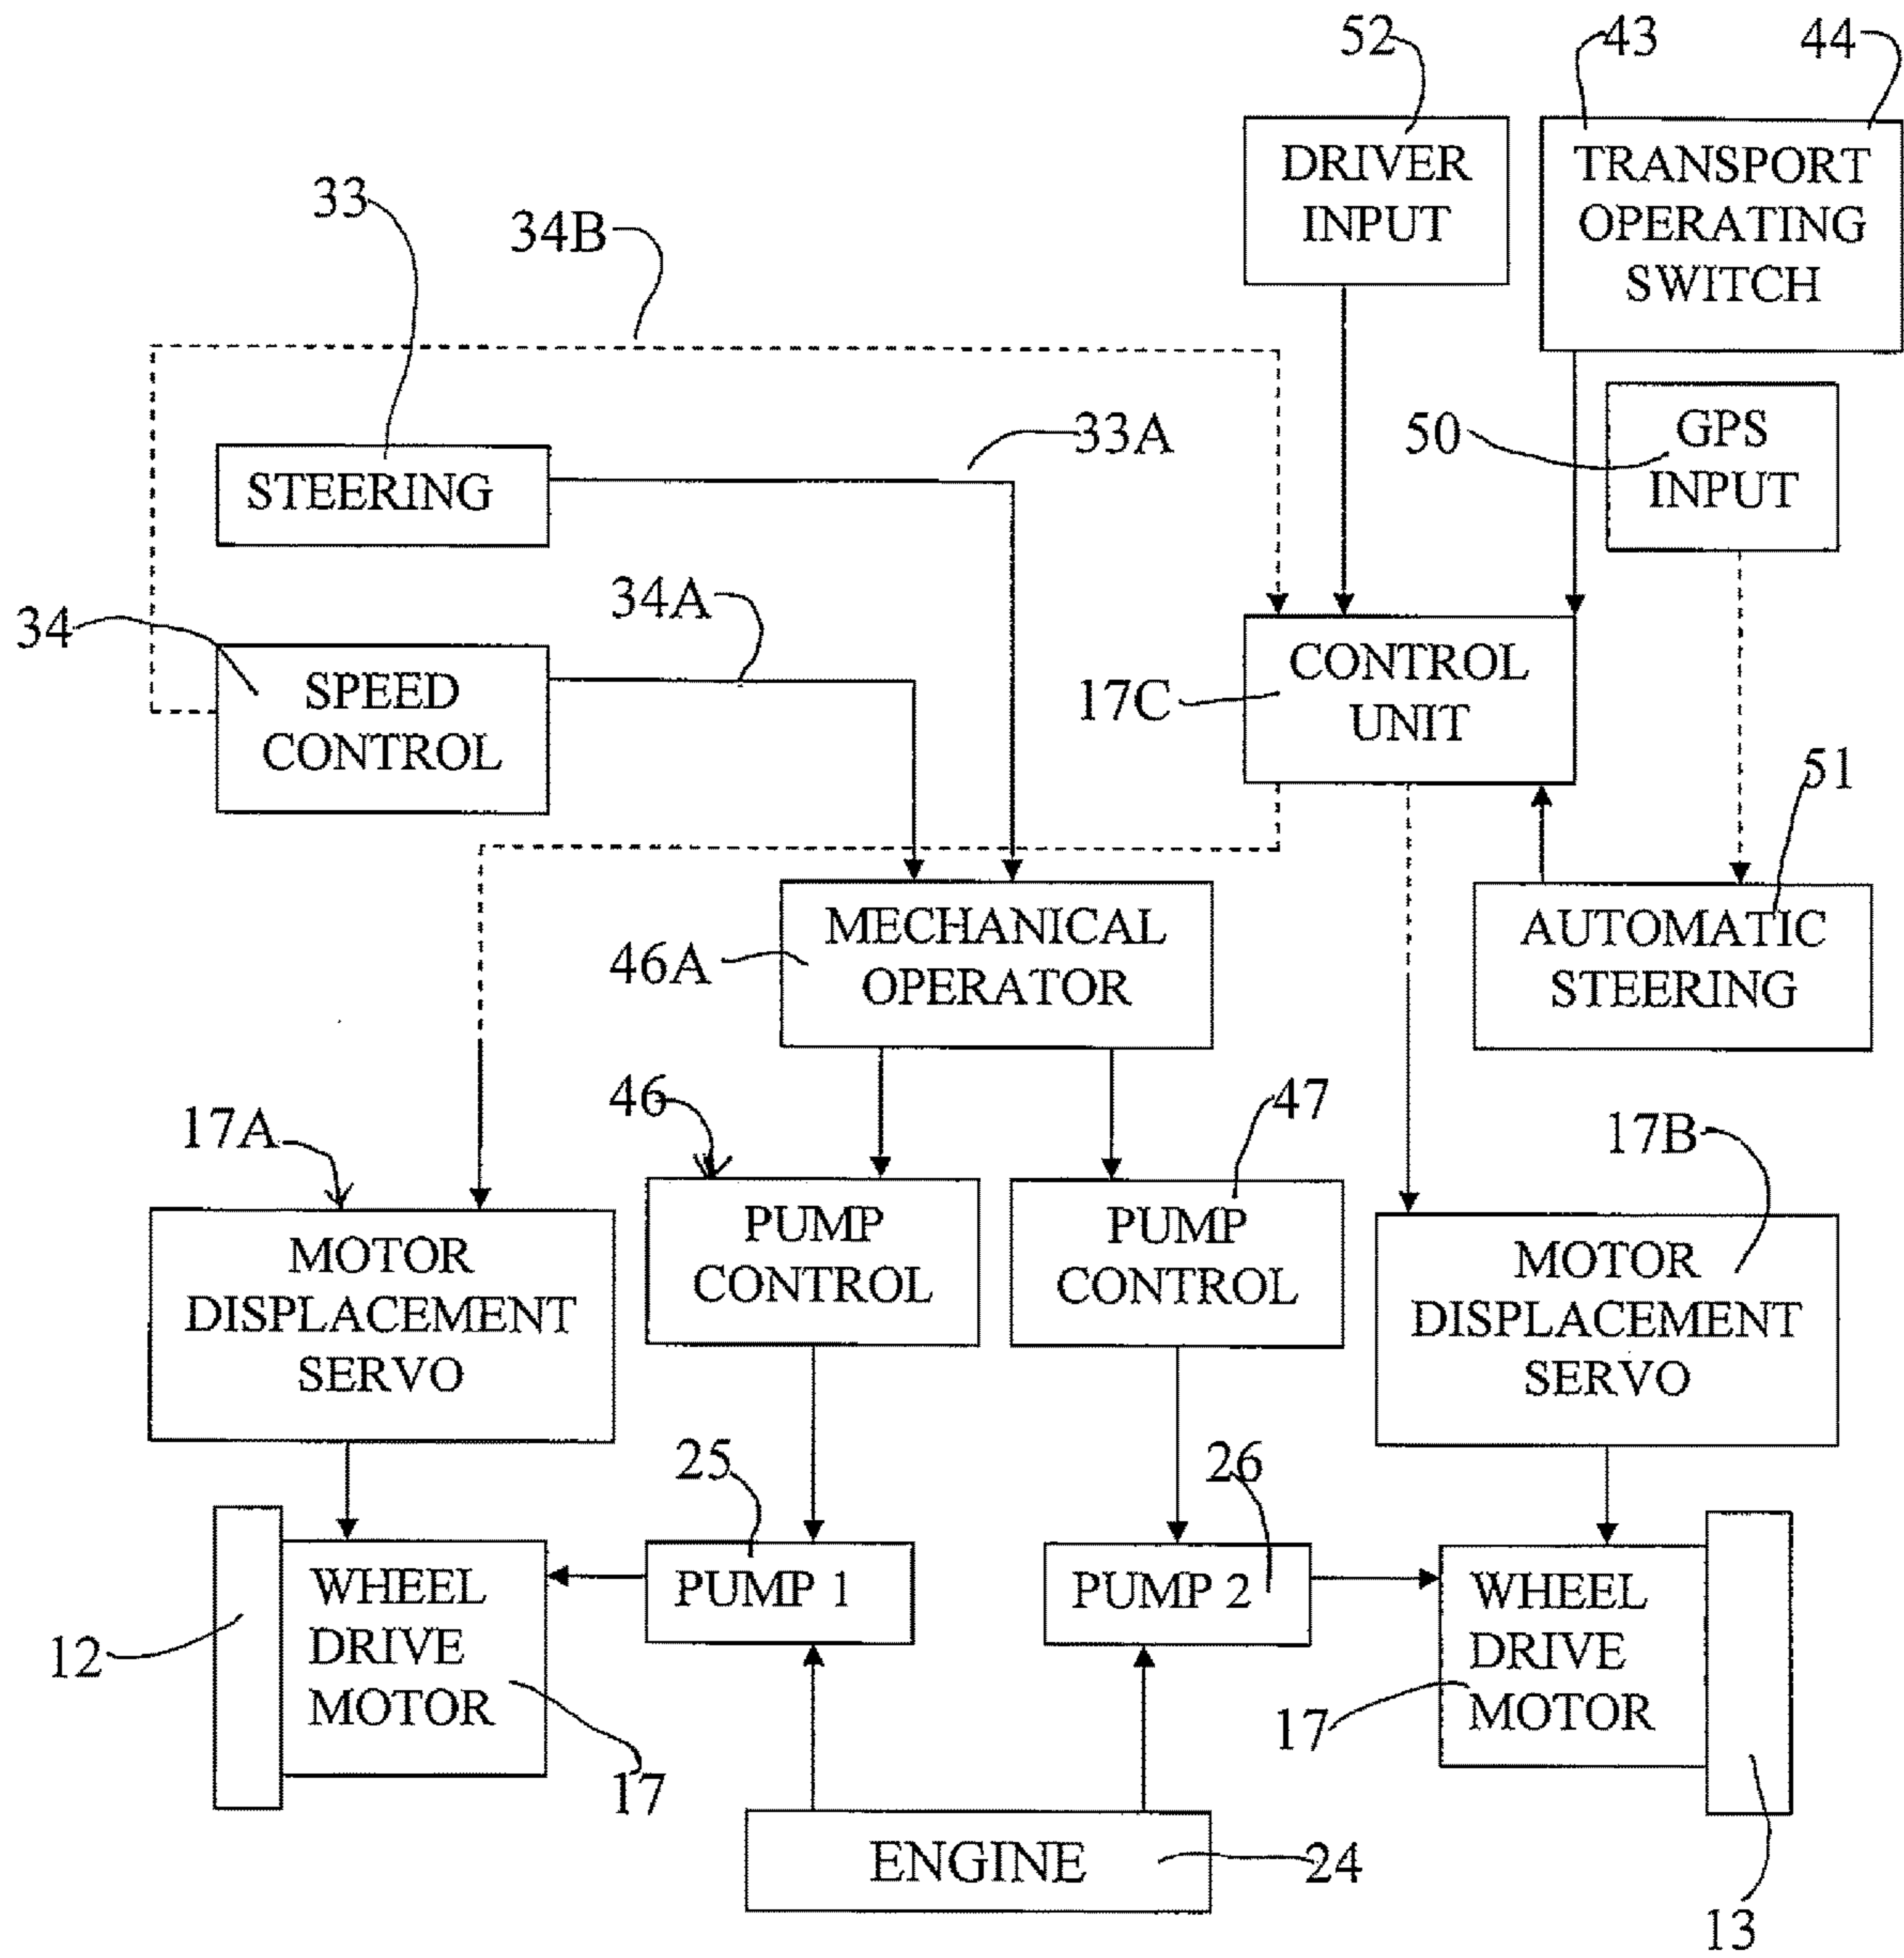 52
43
44
DRIVER
INPUT
TRANSPORT
OPERATING
SWITCH
33
34B
33A
50
GPS
INPUT
STEERING
34
34A
SPEED
CONTROL
17C
CONTROL
UNIT
51
46A
MECHANICAL
OPERATOR
AUTOMATIC
STEERING
17A
46
47
17B
MOTOR
DISPLACEMENT
SERVO
PUMP
CONTROL
PUMP
CONTROL
MOTOR
DISPLACEMENT
SERVO
25
26
12
WHEEL
DRIVE
MOTOR
PUMP 1
PUMP 2
WHEEL
DRIVE
MOTOR
17
17
ENGINE
24
13